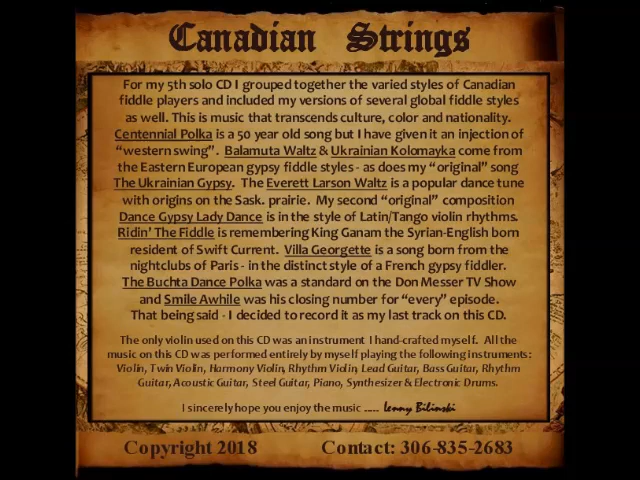 Canadian Strings
For my 5th solo CD I grouped together the varied styles of Canadian
fiddle players and included my versions of several global fiddle styles
as well. This is music that transcends culture, color and nationality.
Centennial Polka is a 50 year old song but I have given it an injection of
“western swing”. Balamuta Waltz & Ukrainian Kolomayka come from
the Eastern European gypsy fiddle styles - as does my “original” song
The Ukrainian Gypsy. The Everett Larson Waltz is a popular dance tune
with origins on the Sask. prairie. My second “original” composition
Dance Gypsy Lady Dance is in the style of Latin/Tango violin rhythms.
Ridin’ The Fiddle is remembering King Ganam the Syrian-English born
resident of Swift Current. Villa Georgette is a song born from the
nightclubs of Paris - in the distinct style of a French gypsy fiddler.
The Buchta Dance Polka was a standard on the Don Messer TV Show
and Smile Awhile was his closing number for “every” episode.
That being said - I decided to record it as my last track on this CD.
The only violin used on this CD was an instrument I hand-crafted myself. All the
music on this CD was performed entirely by myself playing the following instruments:
Violin, Twin Violin, Harmony Violin, Rhythm Violin, Lead Guitar, Bass Guitar, Rhythm
Guitar, Acoustic Guitar, Steel Guitar, Piano, Synthesizer & Electronic Drums.
I sincerely hope you enjoy the music ..... Lenny Bilinski
Copyright 2018 Contact: 306-835-2683